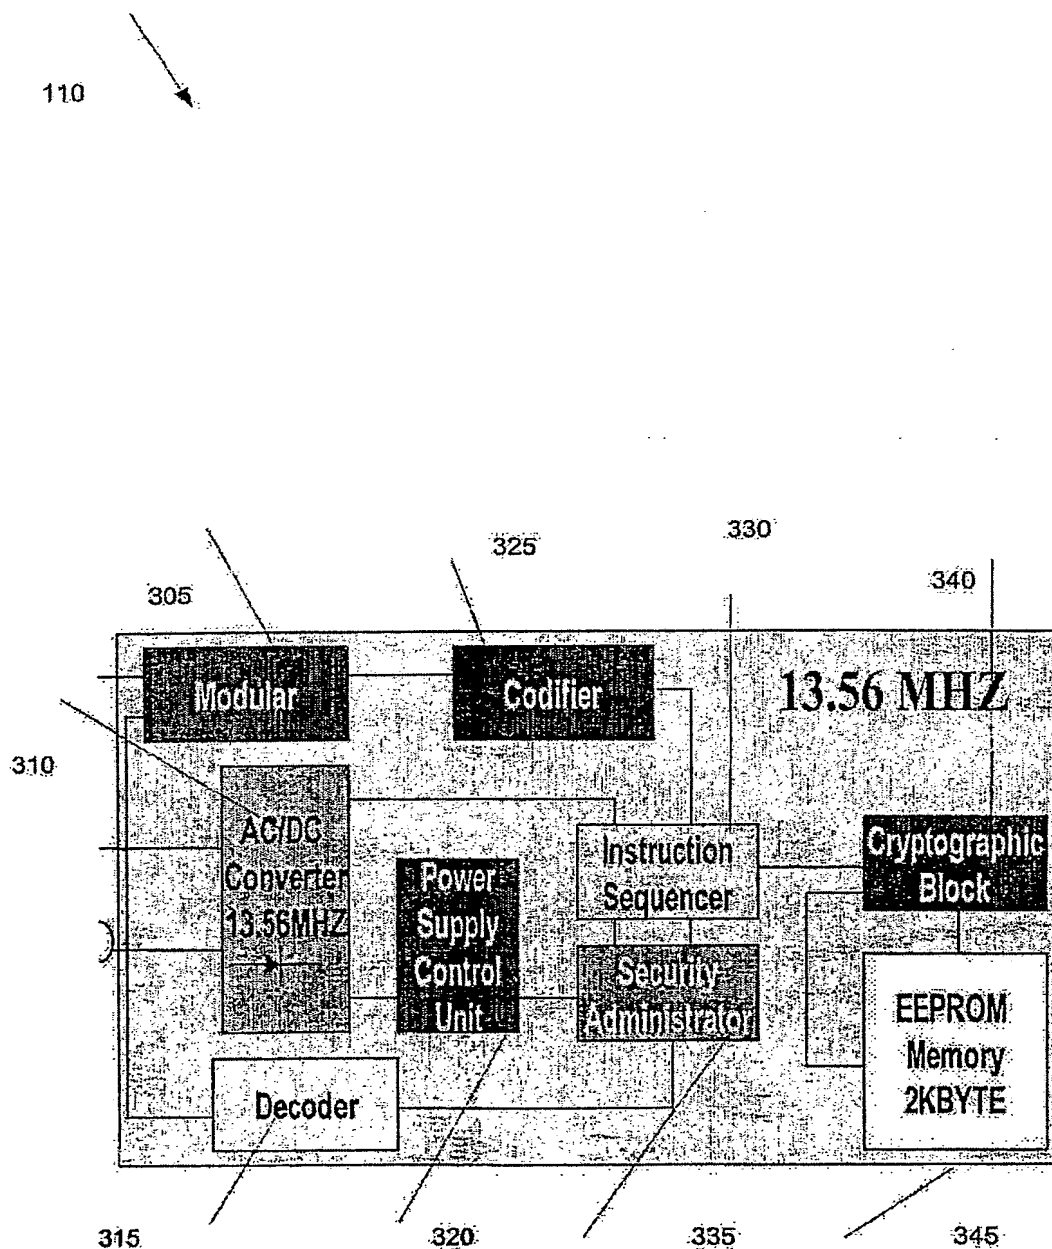 110
325
330
305
340
Modular
Codifier
13.56 MHZ
310
AC/DC
Converter
13.56MHZ
Power
Supply
Control
Unit
Instruction
Sequencer
Cryptographic
Block
Security
Administrator
EEPROM
Memory
2KBYTE
Decoder
315
320
335
345